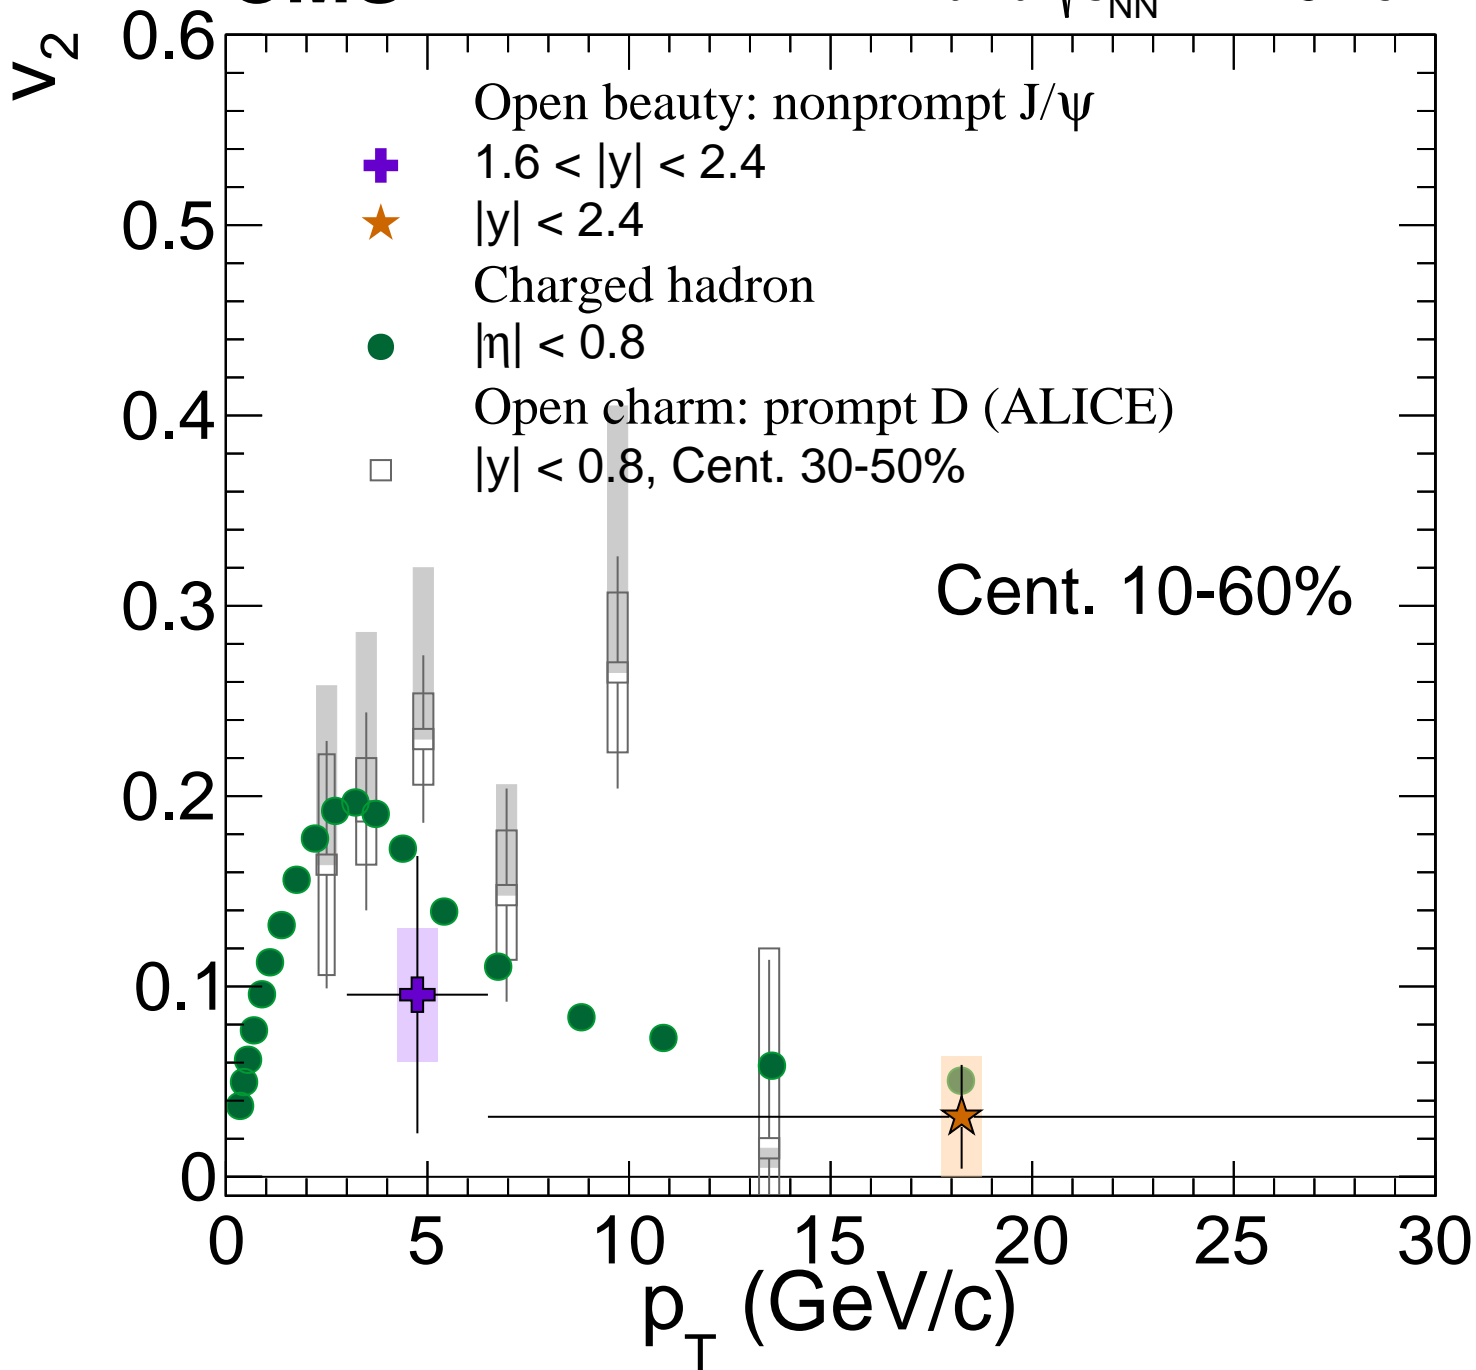 NN
v2
0.6
Open beauty: nonprompt J/ψ
1.6 < |y| < 2.4
0.5
|y| < 2.4
Charged hadron
|η| < 0.8
0.4
Open charm: prompt D (ALICE)
|y| < 0.8, Cent. 30-50%
0.3
Cent. 10-60%
0.2
0.1
0
0 5 10 15 20 25 30
pT (GeV/c)